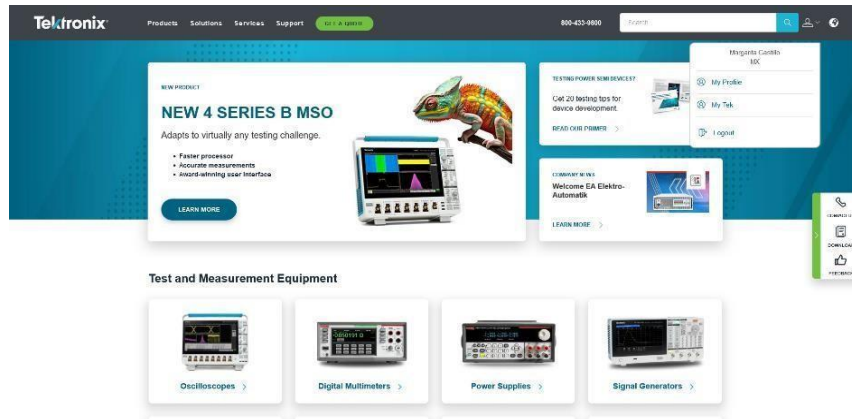 Tektronix
Products Solutions Services Support GET A QUOTE
800-433-9600 Search
Margarita Castillo
MX
My Profile
My Tek
Logout
NEW PRODUCT
NEW 4 SERIES B MSO
Adapts to virtually any testing challenge.
• Faster processor
• Accurate measurements
• Award-winning user interface
LEARN MORE
TESTING POWER SEMI DEVICES?
Get 20 testing tips for
device development.
READ OUR PRIMER >
COMPANY NEWS
Welcome EA Elektro-
Automatik
LEARN MORE >
DOWNLOAD
FEEDBACK
Test and Measurement Equipment
Oscilloscopes >
Digital Multimeters >
Power Supplies >
Signal Generators >